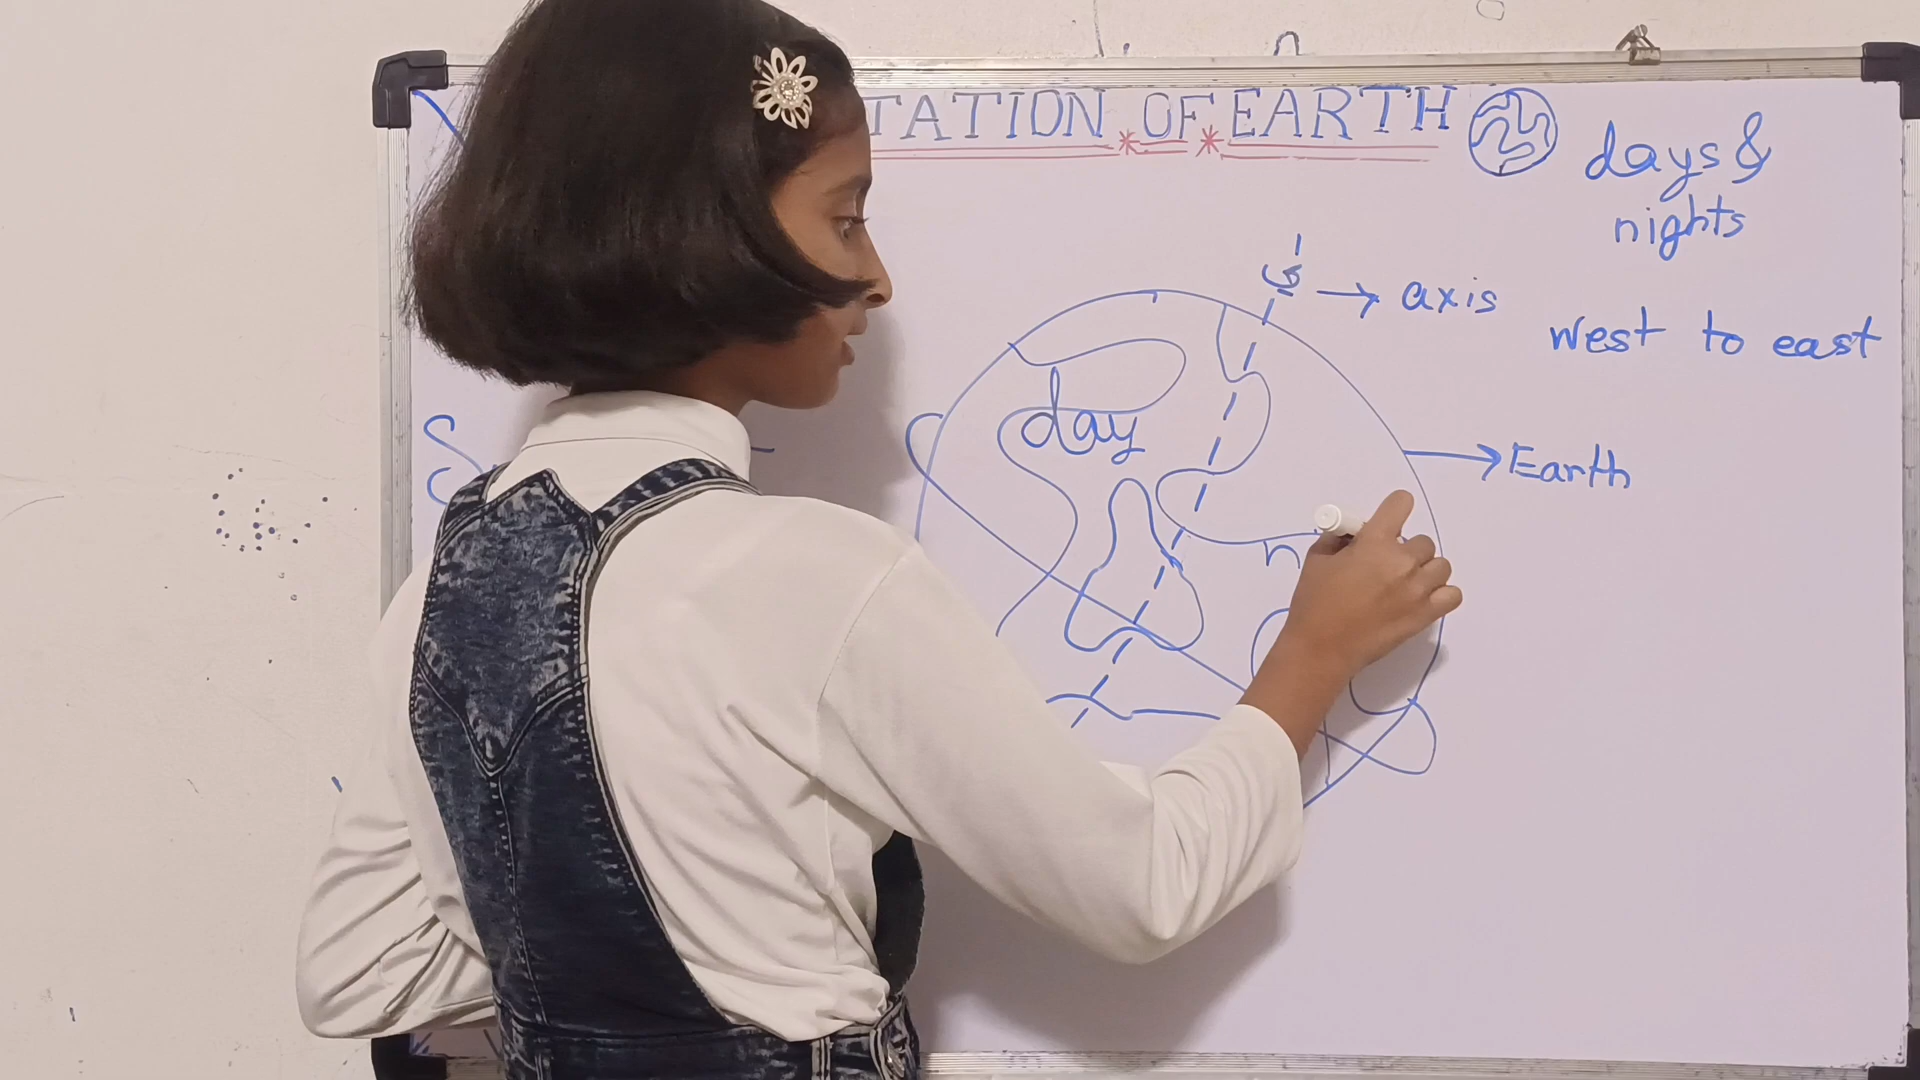 TATION OF EARTH
days &
nights
axis
west to east
day
Earth
n